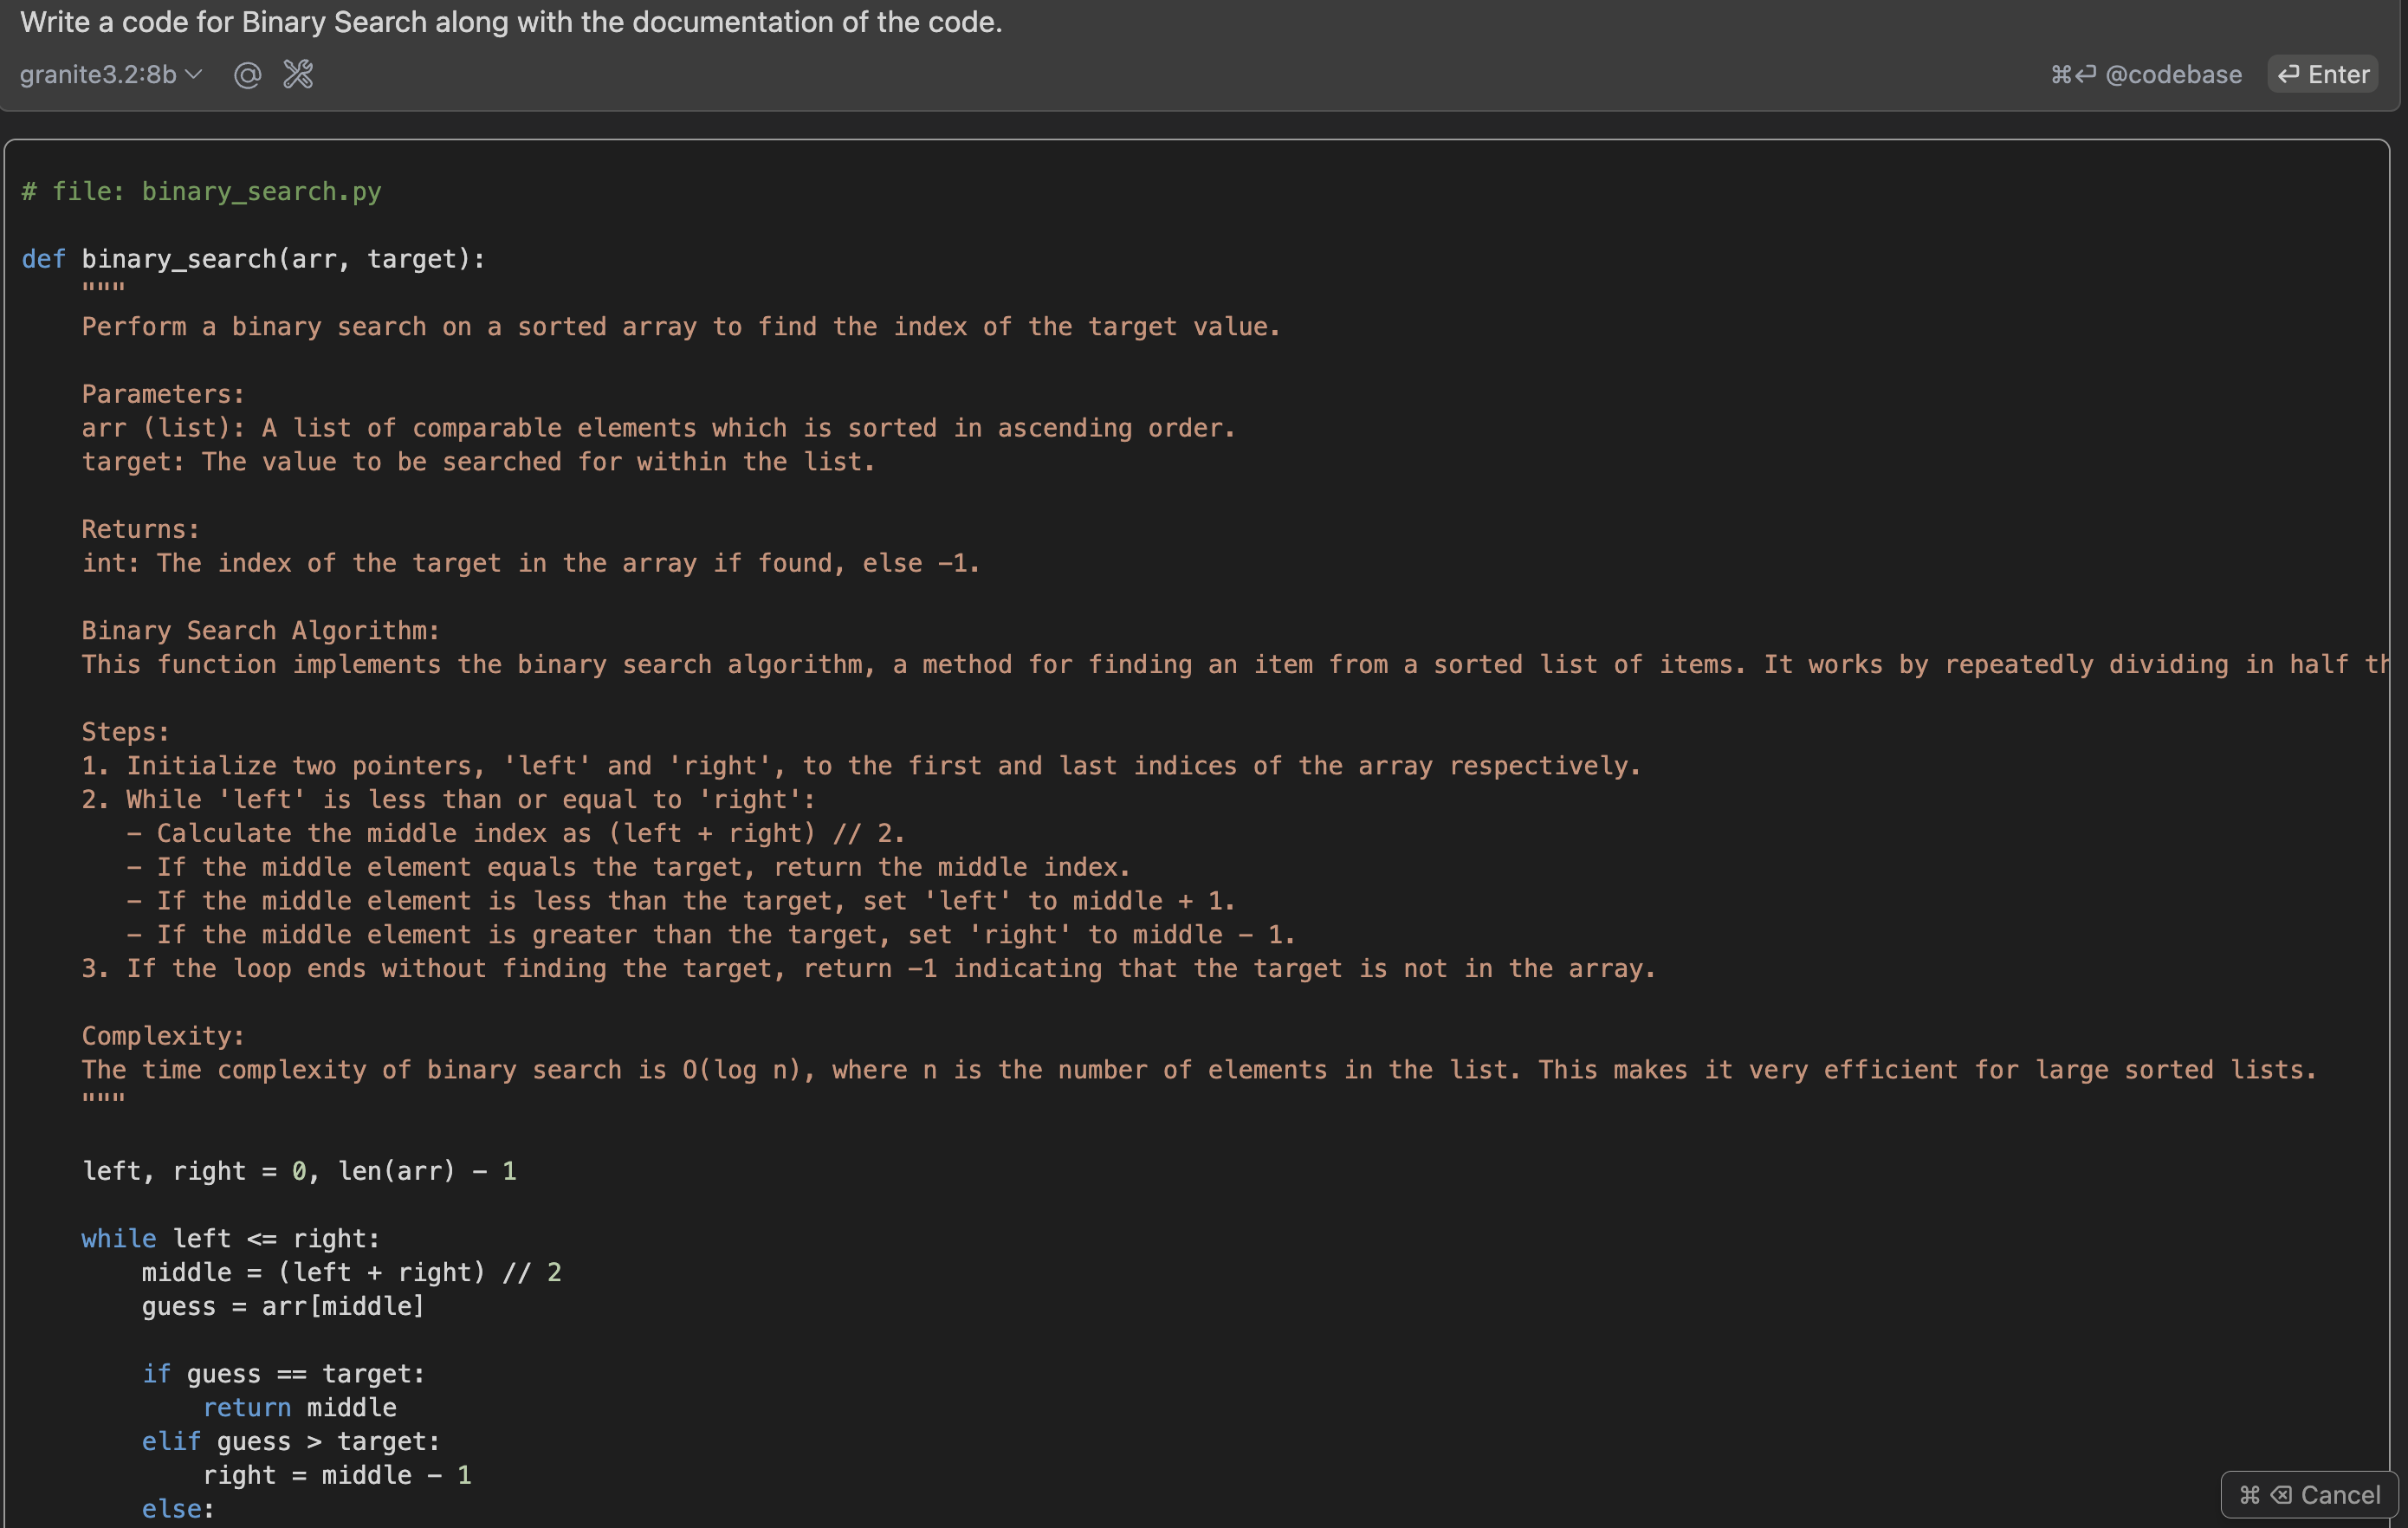 Write a code for Binary Search along with the documentation of the code.
granite3.2:8b @ ⌘⏎ @codebase ⏎ Enter
# file: binary_search.py
def binary_search(arr, target):
    """
    Perform a binary search on a sorted array to find the index of the target value.
    Parameters:
    arr (list): A list of comparable elements which is sorted in ascending order.
    target: The value to be searched for within the list.
    Returns:
    int: The index of the target in the array if found, else -1.
    Binary Search Algorithm:
    This function implements the binary search algorithm, a method for finding an item from a sorted list of items. It works by repeatedly dividing in half th
    Steps:
    1. Initialize two pointers, 'left' and 'right', to the first and last indices of the array respectively.
    2. While 'left' is less than or equal to 'right':
       - Calculate the middle index as (left + right) // 2.
       - If the middle element equals the target, return the middle index.
       - If the middle element is less than the target, set 'left' to middle + 1.
       - If the middle element is greater than the target, set 'right' to middle - 1.
    3. If the loop ends without finding the target, return -1 indicating that the target is not in the array.
    Complexity:
    The time complexity of binary search is O(log n), where n is the number of elements in the list. This makes it very efficient for large sorted lists.
    """
    left, right = 0, len(arr) - 1
    while left <= right:
        middle = (left + right) // 2
        guess = arr[middle]
        if guess == target:
            return middle
        elif guess > target:
            right = middle - 1
        else:
⌘ ⌫ Cancel